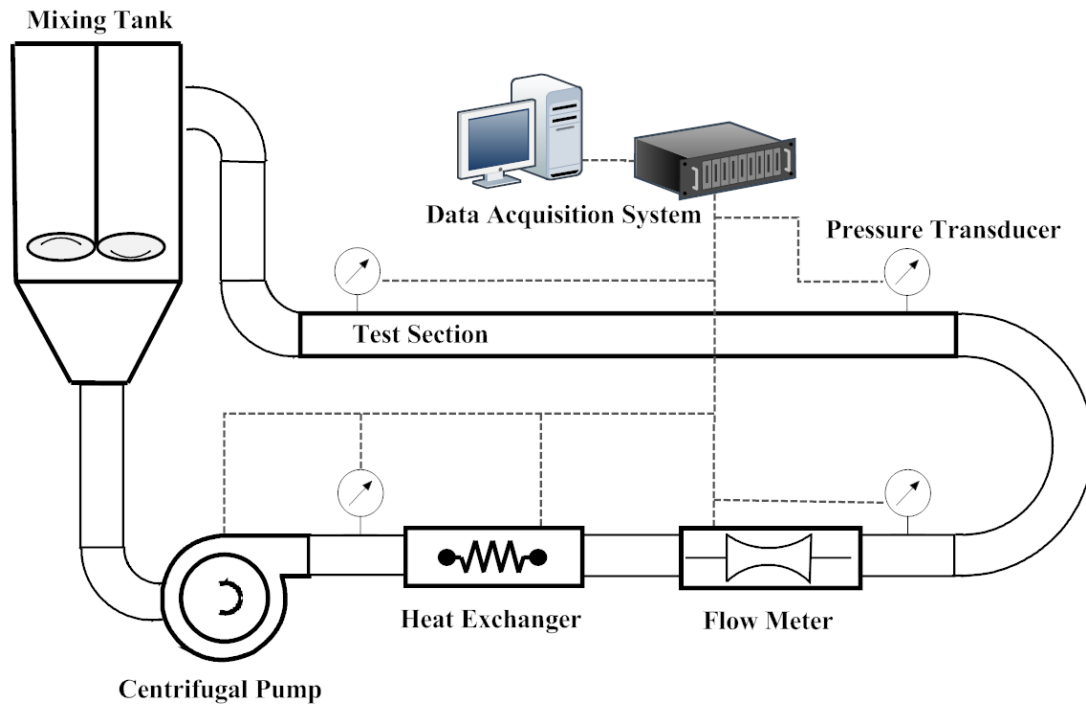 Mixing Tank
Data Acquisition System
Pressure Transducer
Test Section
Heat Exchanger
Flow Meter
Centrifugal Pump